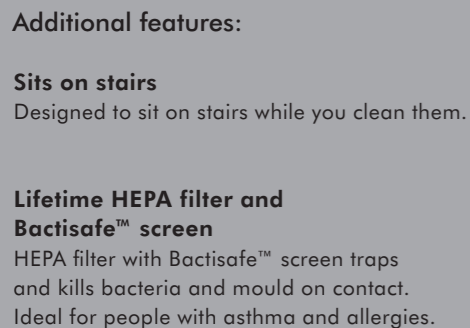 Additional features:
Sits on stairs
Designed to sit on stairs while you clean them.
Lifetime HEPA filter and
Bactisafe™ screen
HEPA filter with Bactisafe™ screen traps
and kills bacteria and mould on contact.
Ideal for people with asthma and allergies.